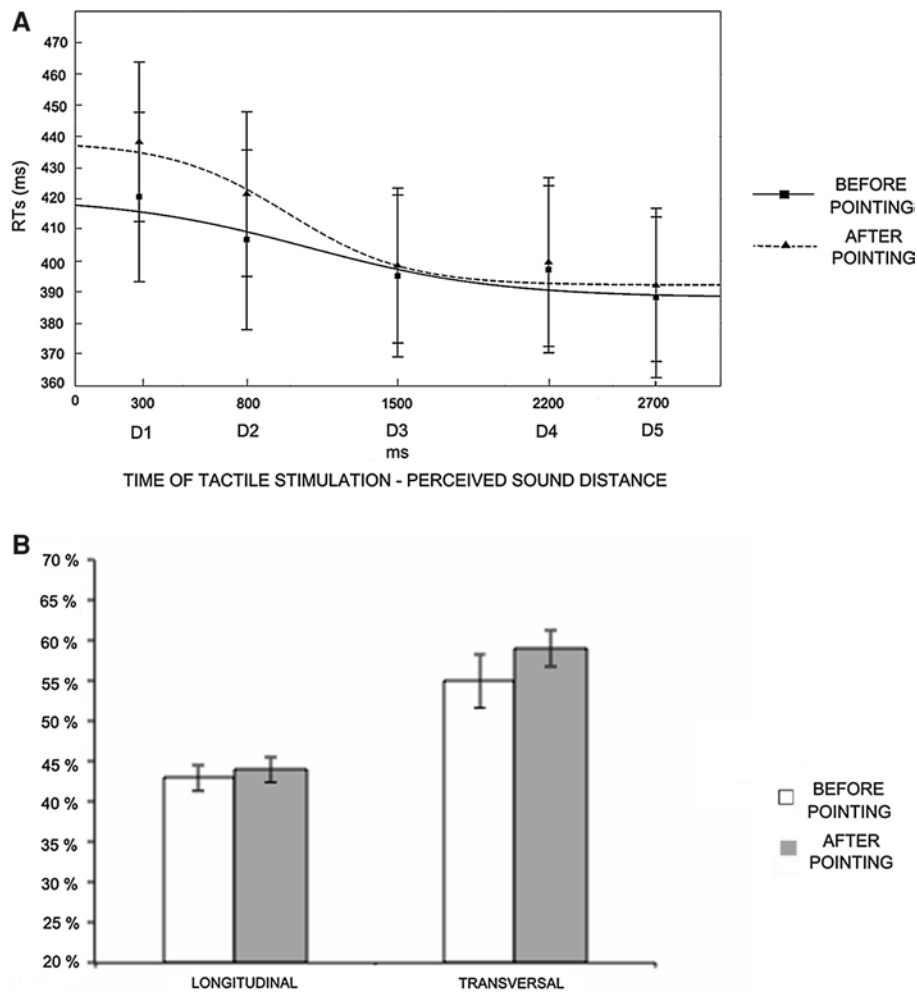 A
470
460
450
440
430
420
410
400
390
380
370
360
RTs (ms)
0 300 800 1500 2200 2700
D1 D2 D3 D4 D5
ms
TIME OF TACTILE STIMULATION - PERCEIVED SOUND DISTANCE
BEFORE
POINTING
AFTER
POINTING
B
70 %
65 %
60 %
55 %
50 %
45 %
40 %
35 %
30 %
25 %
20 %
LONGITUDINAL TRANSVERSAL
BEFORE
POINTING
AFTER
POINTING